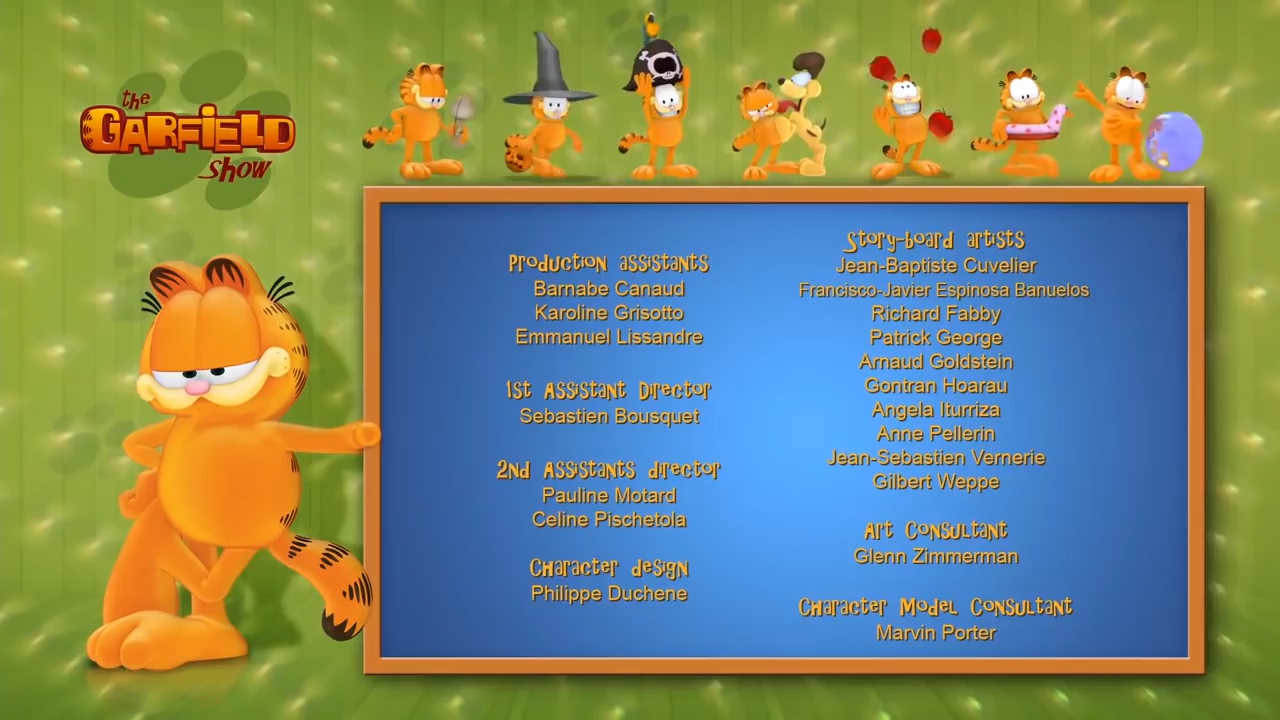 the
GARFIELD
show
Production assistants
Barnabe Canaud
Karoline Grisotto
Emmanuel Lissandre
1st Assistant Director
Sebastien Bousquet
2nd Assistants director
Pauline Motard
Celine Pischetola
Character design
Philippe Duchene
Story-board artists
Jean-Baptiste Cuvelier
Francisco-Javier Espinosa Banuelos
Richard Fabby
Patrick George
Arnaud Goldstein
Gontran Hoarau
Angela Iturriza
Anne Pellerin
Jean-Sebastien Vernerie
Gilbert Weppe
Art Consultant
Glenn Zimmerman
Character Model Consultant
Marvin Porter